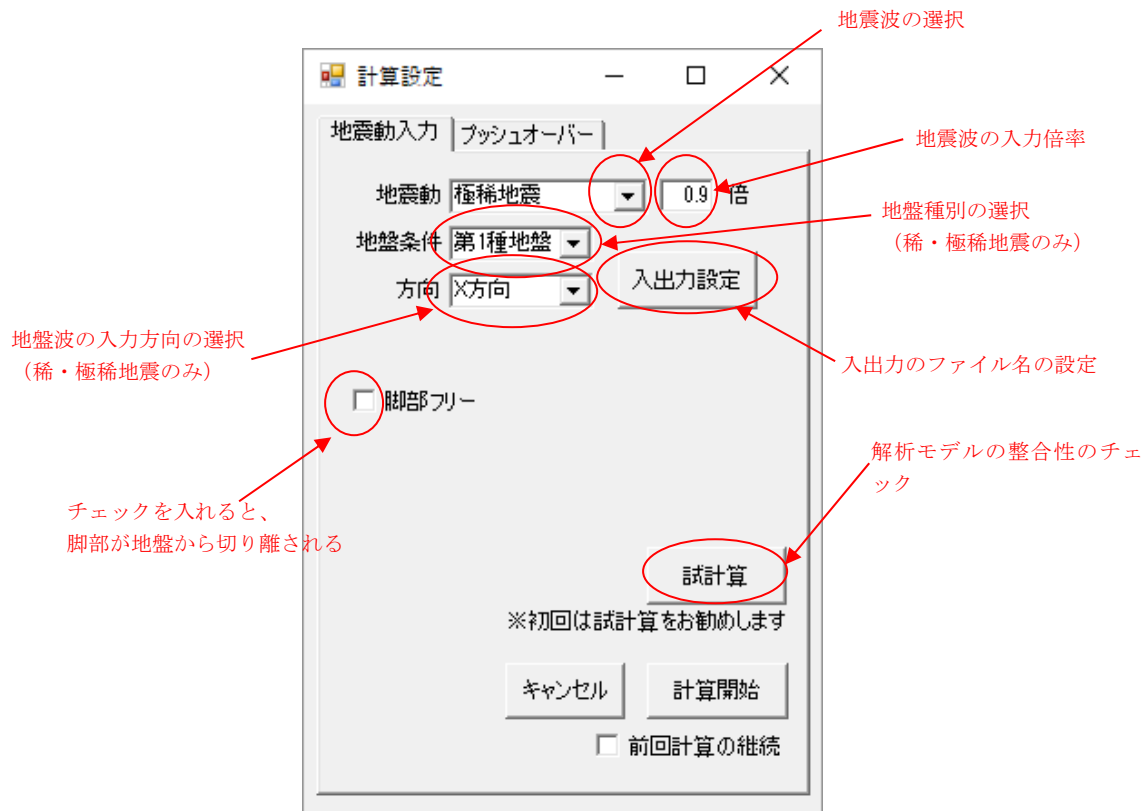 地震波の選択
計算設定
地震動入力 プッシュオーバー
地震波の入力倍率
地震動 極稀地震 0.9 倍
地盤種別の選択
（稀・極稀地震のみ）
地盤条件 第1種地盤
方向 X方向 入出力設定
地盤波の入力方向の選択
（稀・極稀地震のみ）
入出力のファイル名の設定
脚部フリー
解析モデルの整合性のチェ
ック
チェックを入れると、
脚部が地盤から切り離される
試計算
※初回は試計算をお勧めします
キャンセル 計算開始
前回計算の継続